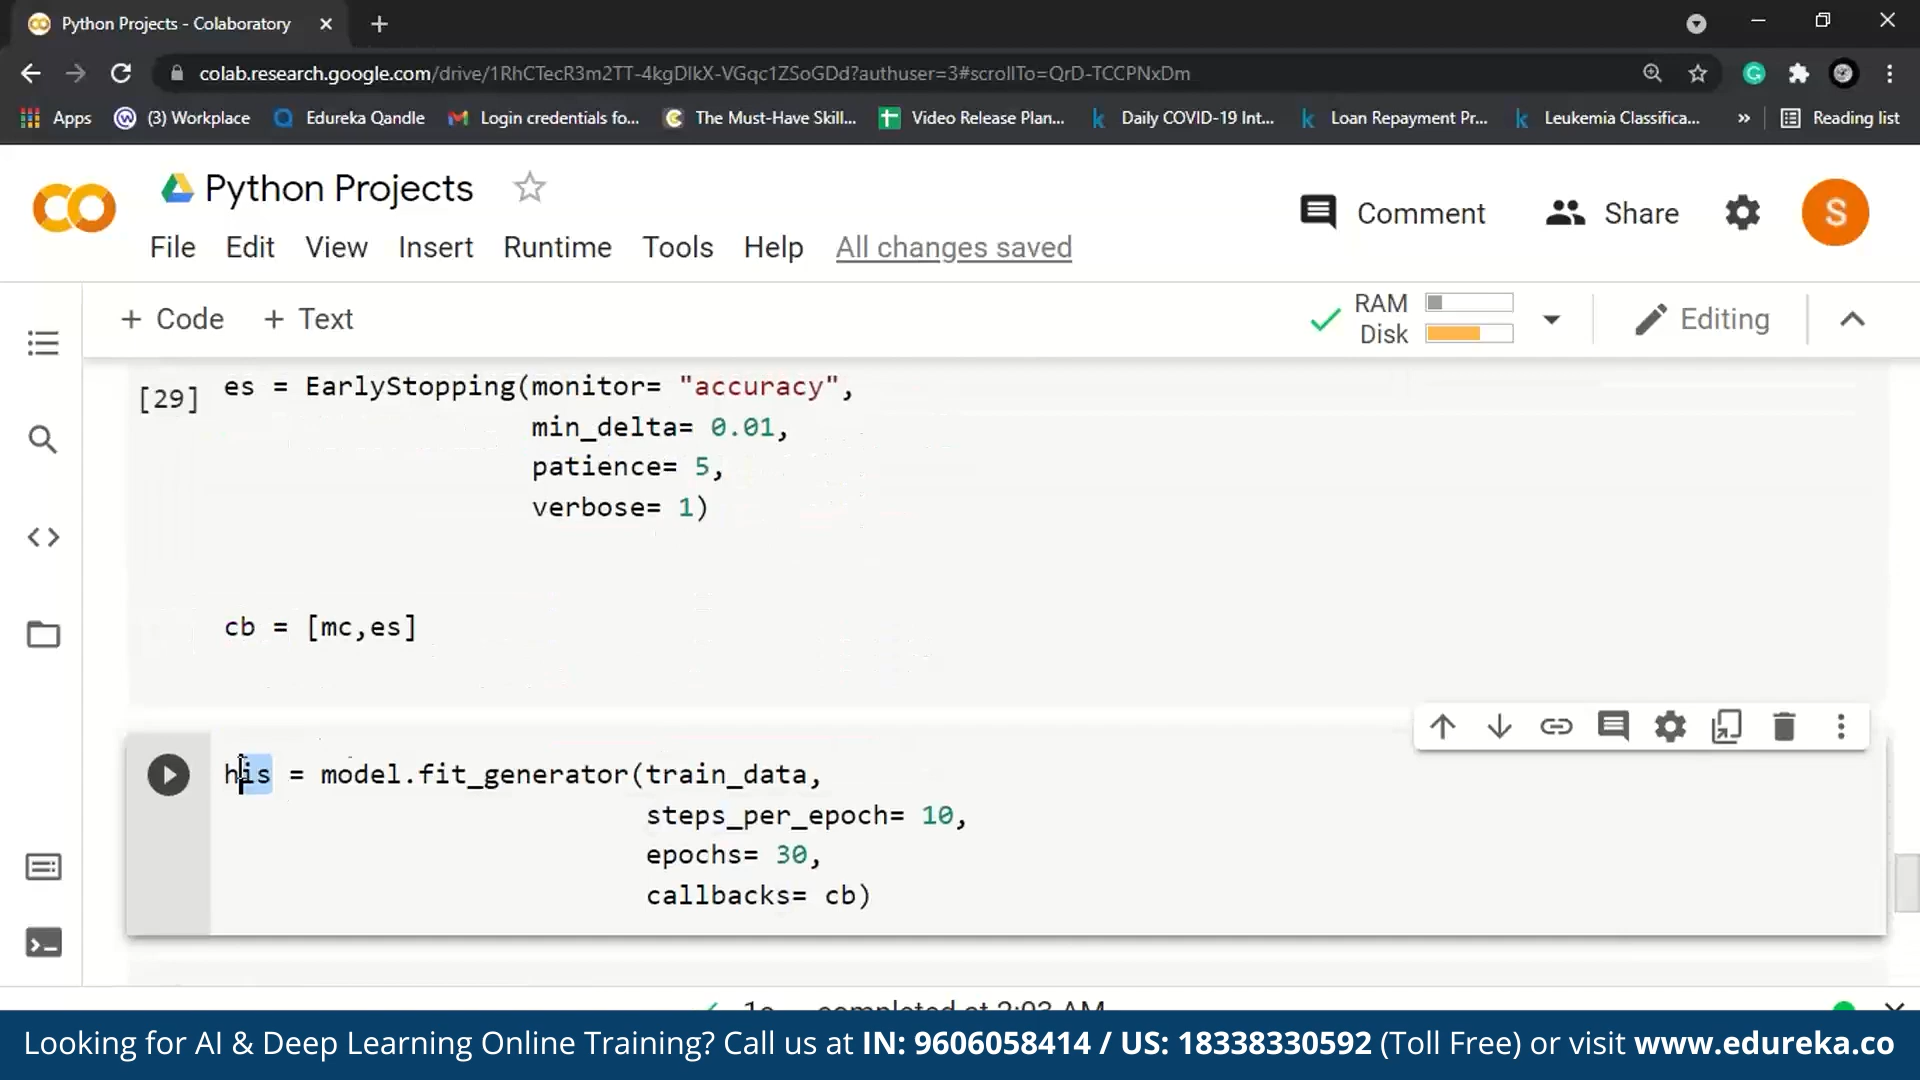 Python Projects - Colaboratory
colab.research.google.com/drive/1RhCTecR3m2TT-4kgDIkX-VGqc1ZSoGDd?authuser=3#scrollTo=QrD-TCCPNxDm
Apps (3) Workplace Edureka Qandle Login credentials fo... The Must-Have Skill... Video Release Plan... Daily COVID-19 Int... Loan Repayment Pr... Leukemia Classifica... » Reading list
Python Projects
Comment Share S
File Edit View Insert Runtime Tools Help All changes saved
+ Code + Text
RAM
Disk
Editing
[29] es = EarlyStopping(monitor= "accuracy",
min_delta= 0.01,
patience= 5,
verbose= 1)
cb = [mc,es]
his = model.fit_generator(train_data,
steps_per_epoch= 10,
epochs= 30,
callbacks= cb)
completed at 2:03 AM
Looking for AI & Deep Learning Online Training? Call us at IN: 9606058414 / US: 18338330592 (Toll Free) or visit www.edureka.co